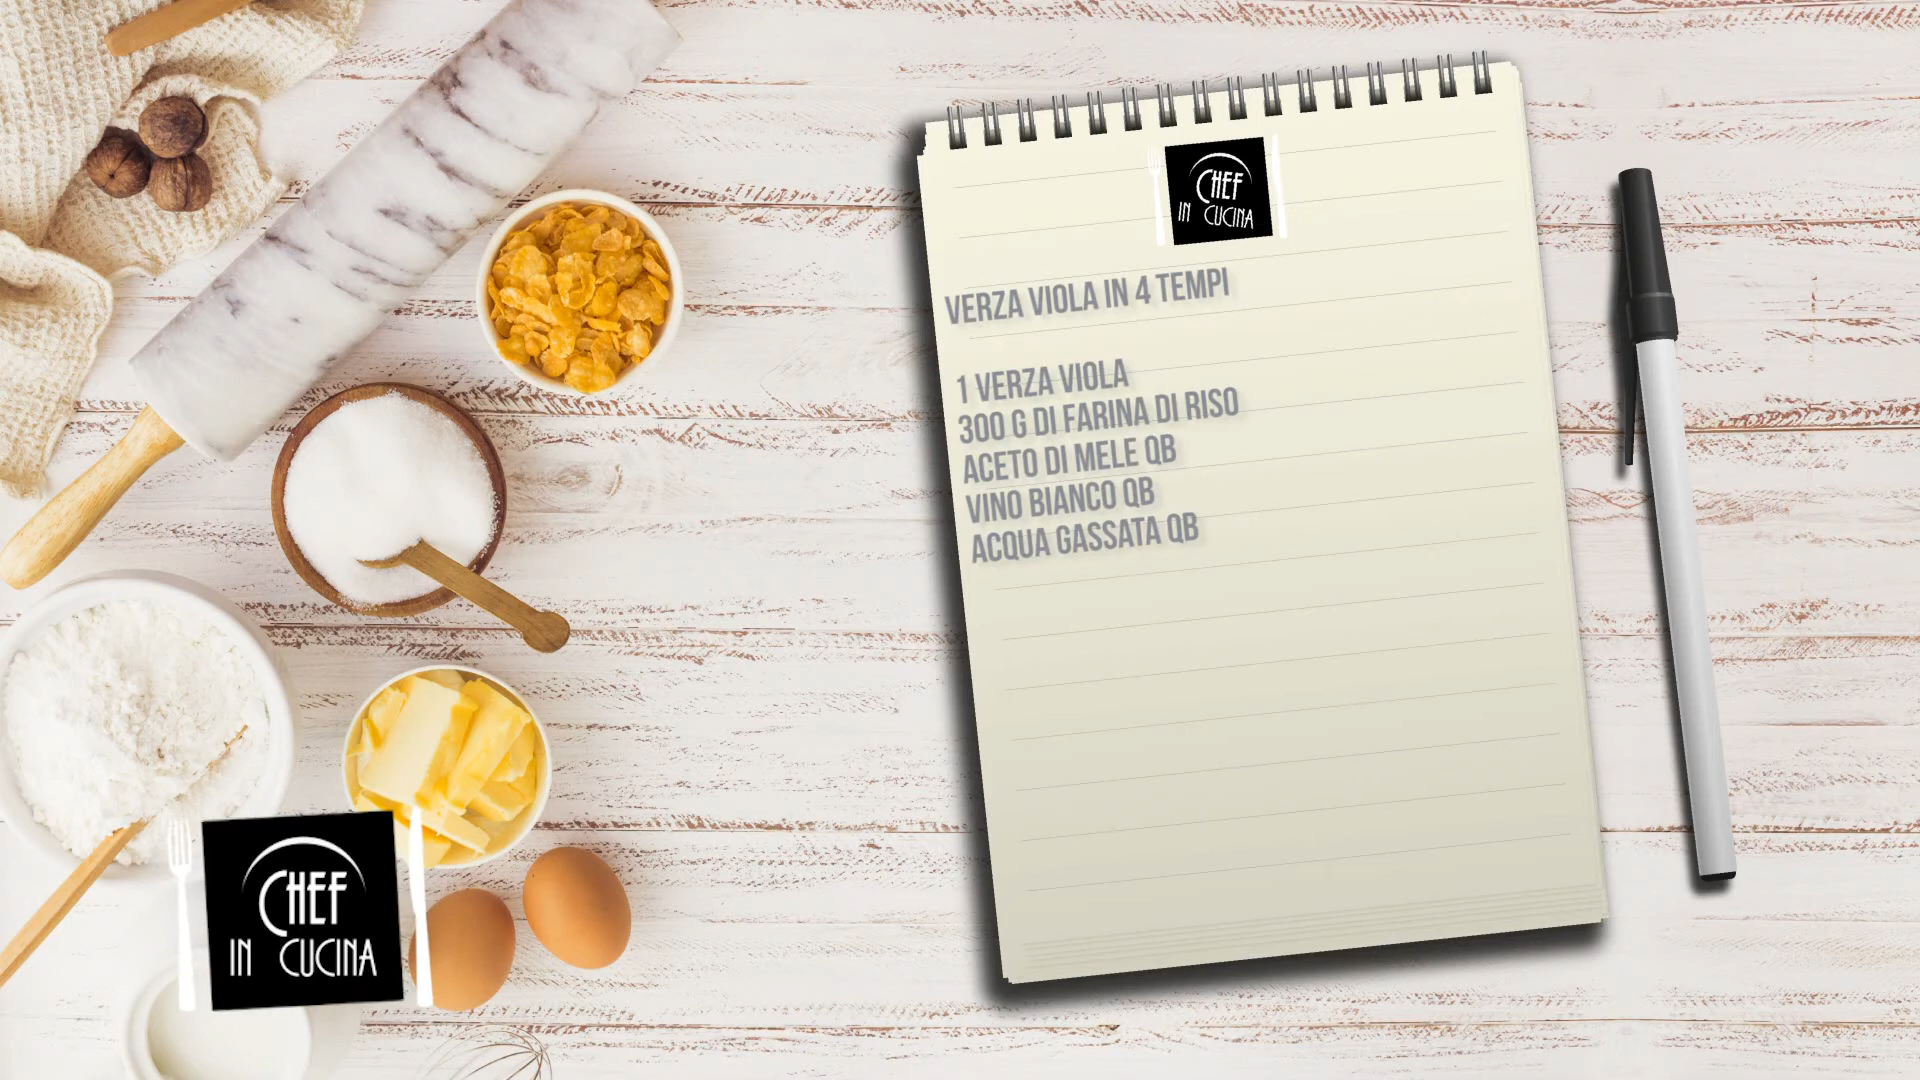 CHEF
IN CUCINA
VERZA VIOLA IN 4 TEMPI
1 VERZA VIOLA
300 G DI FARINA DI RISO
ACETO DI MELE QB
VINO BIANCO QB
ACQUA GASSATA QB
CHEF
IN CUCINA